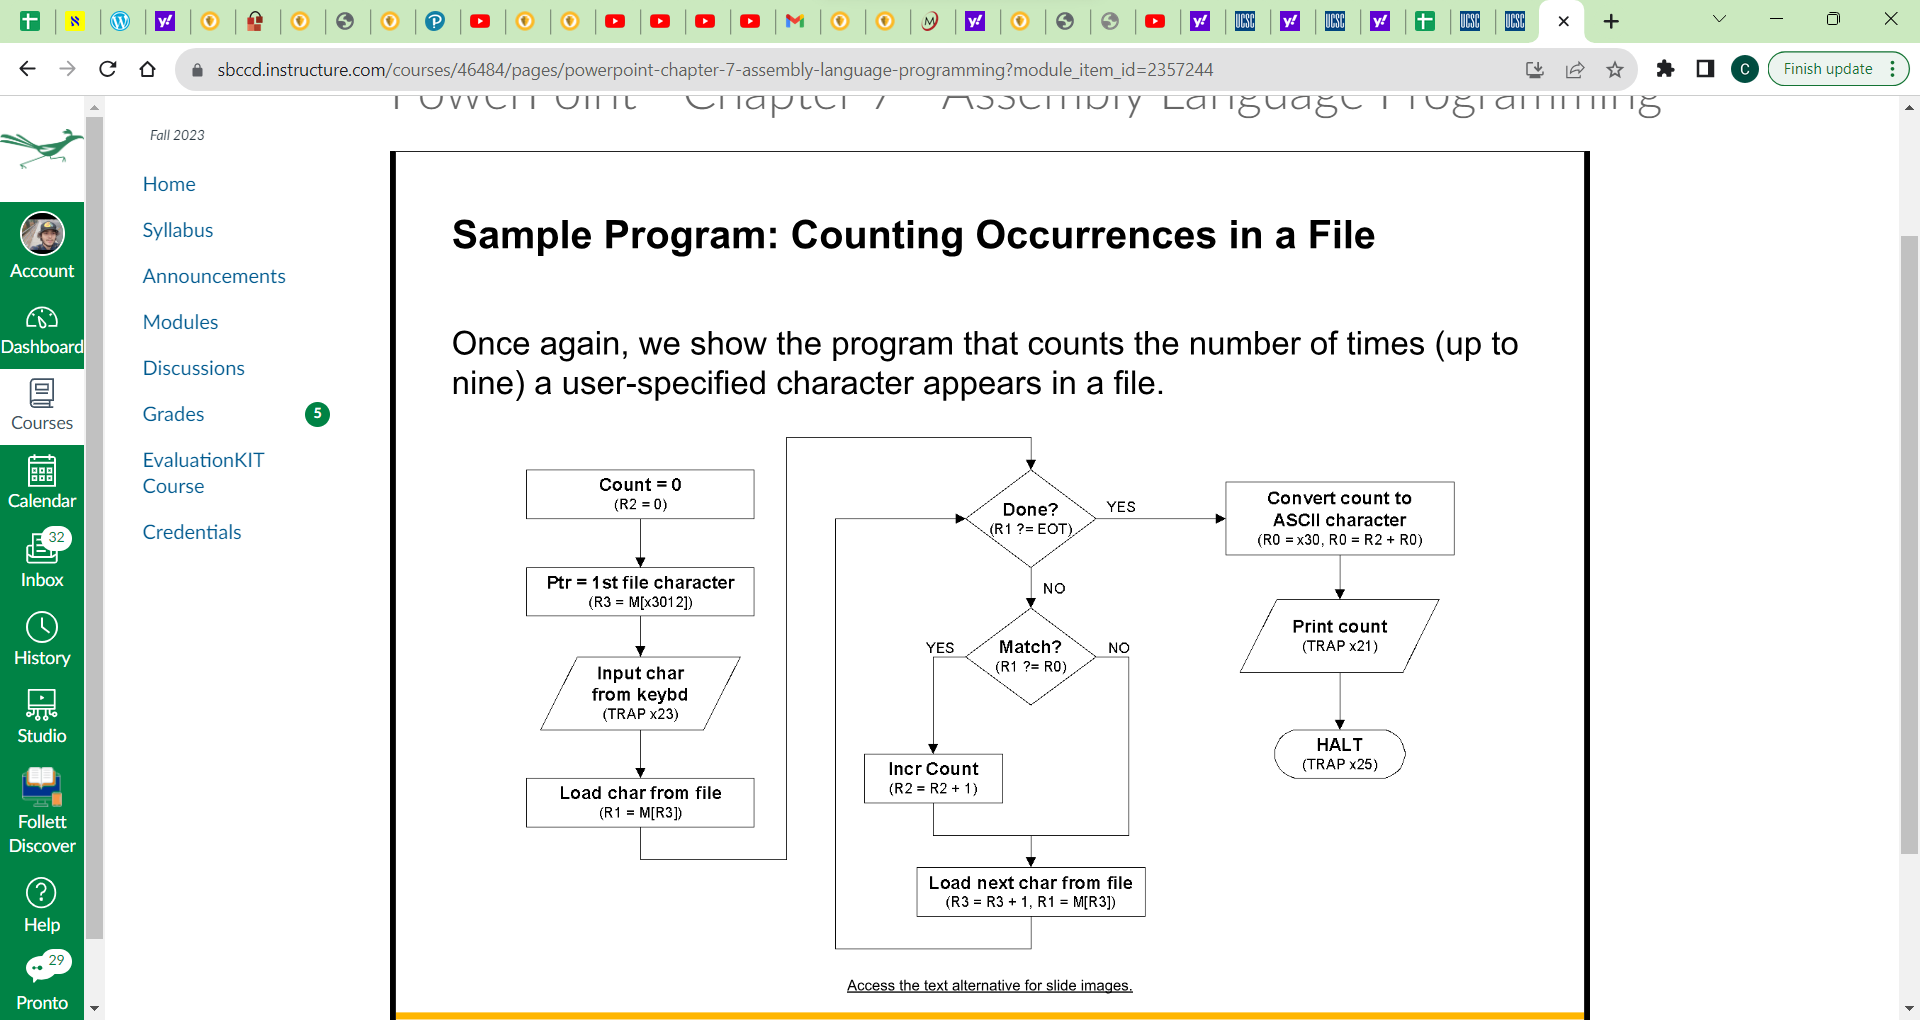 sbccd.instructure.com/courses/46484/pages/powerpoint-chapter-7-assembly-language-programming?module_item_id=2357244
C
Finish update
PowerPoint - Chapter 7 - Assembly Language Programming
Fall 2023
Home
Syllabus
Announcements
Modules
Discussions
Grades
5
EvaluationKIT
Course
Credentials
Account
Dashboard
Courses
Calendar
32
Inbox
History
Studio
Follett
Discover
Help
29
Pronto
Sample Program: Counting Occurrences in a File
Once again, we show the program that counts the number of times (up to
nine) a user-specified character appears in a file.
Count = 0
(R2 = 0)
Ptr = 1st file character
(R3 = M[x3012])
Input char
from keybd
(TRAP x23)
Load char from file
(R1 = M[R3])
Done?
(R1 ?= EOT)
YES
NO
Match?
(R1 ?= R0)
YES
NO
Incr Count
(R2 = R2 + 1)
Load next char from file
(R3 = R3 + 1, R1 = M[R3])
Convert count to
ASCII character
(R0 = x30, R0 = R2 + R0)
Print count
(TRAP x21)
HALT
(TRAP x25)
Access the text alternative for slide images.